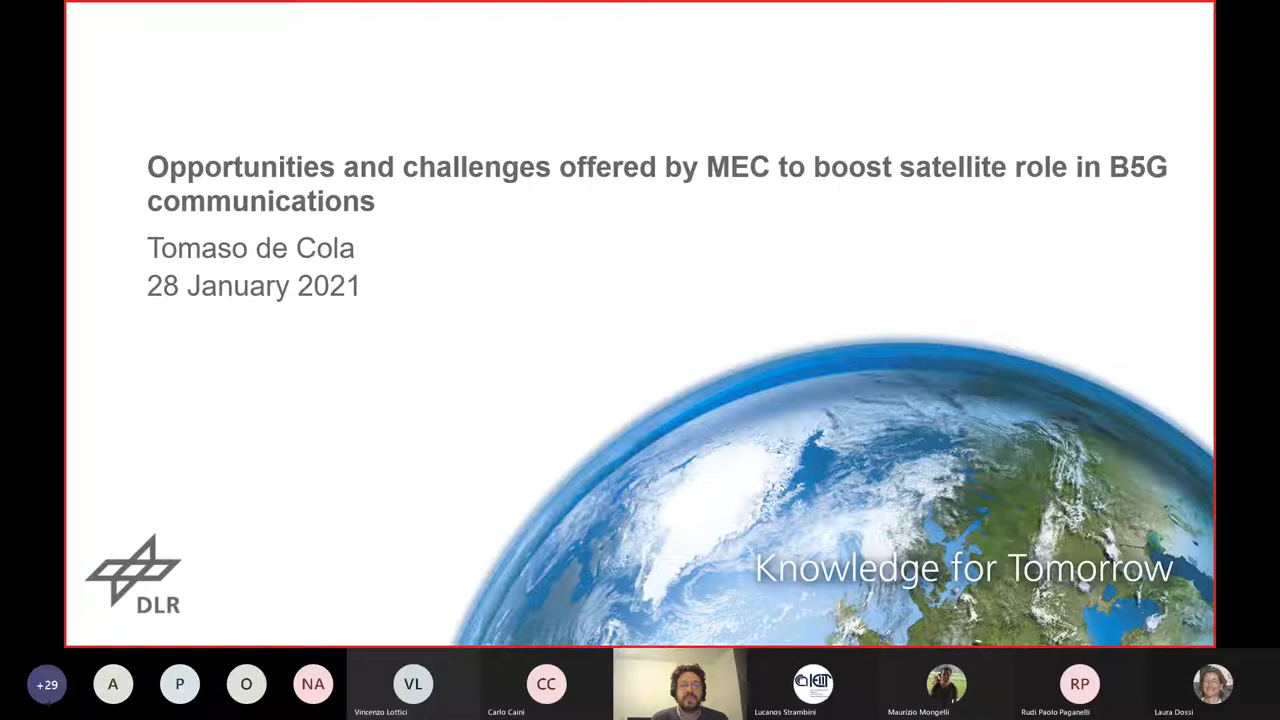 Opportunities and challenges offered by MEC to boost satellite role in B5G
communications
Tomaso de Cola
28 January 2021
Knowledge for Tomorrow
DLR
+29
A
P
O
NA
VL
CC
IEIIT
RP
Vincenzo Lottici
Carlo Caini
Lucanos Strambini
Maurizio Mongelli
Rudi Paolo Paganelli
Laura Dossi